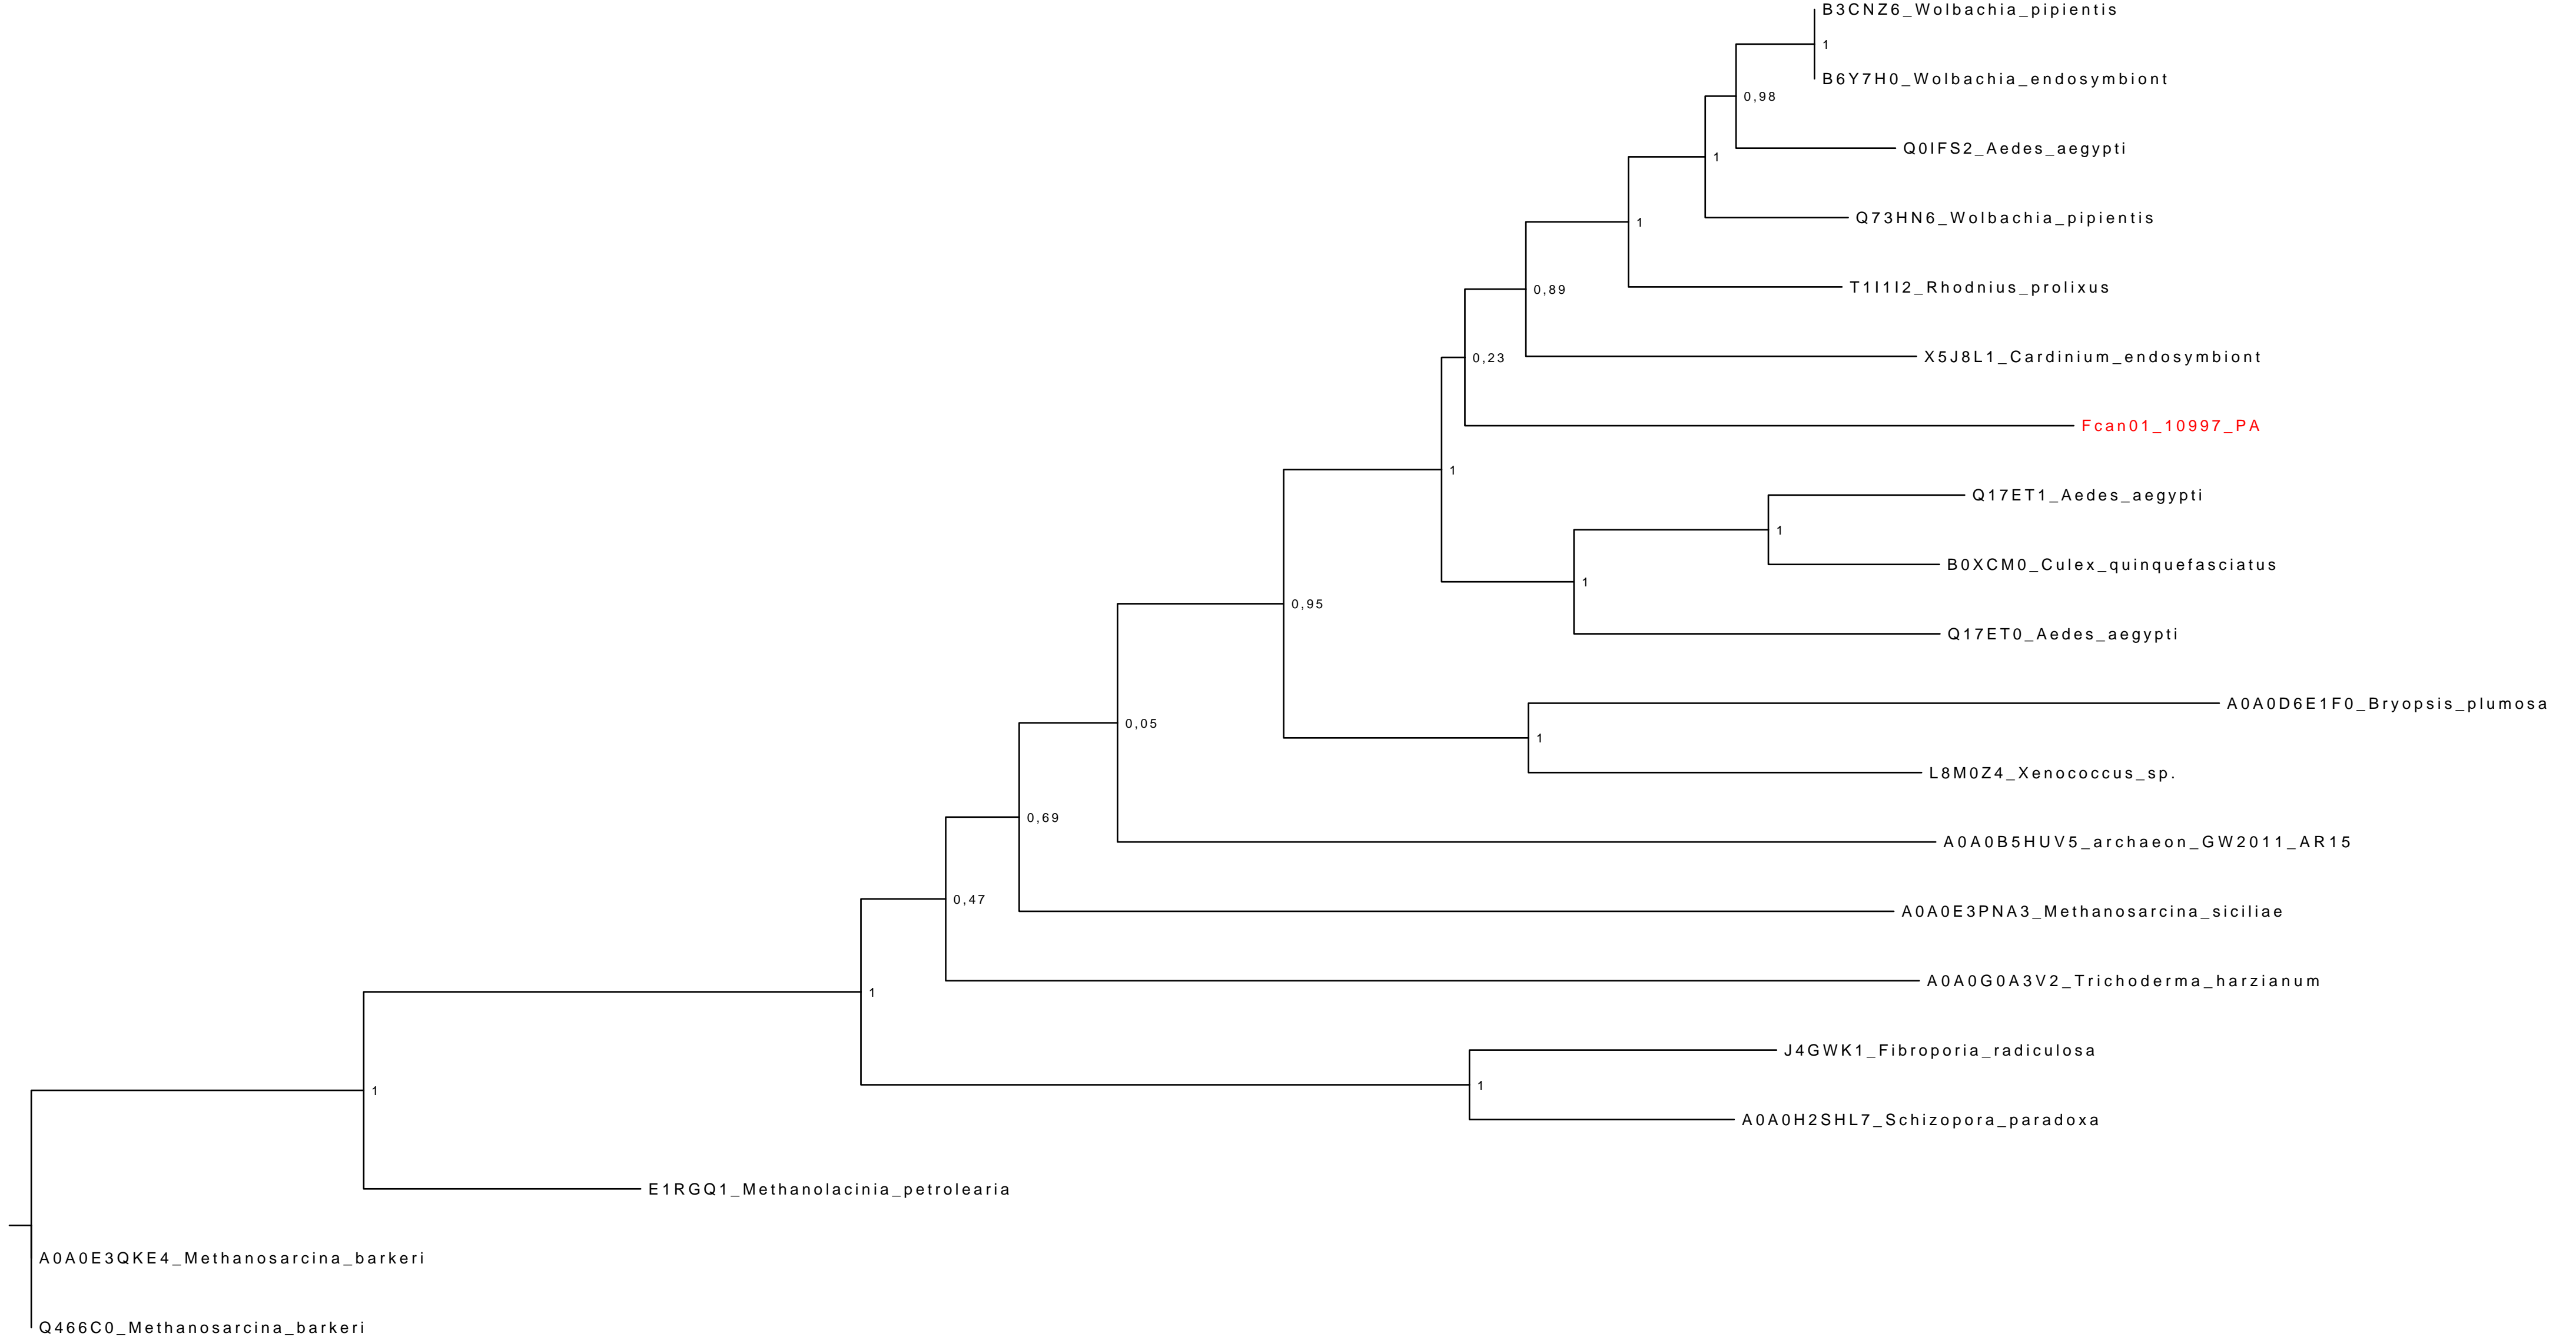 B3CNZ6_Wolbachia_pipientis
1
B6Y7H0_Wolbachia_endosymbiont
0,98
Q0IFS2_Aedes_aegypti
1
Q73HN6_Wolbachia_pipientis
1
T1I1I2_Rhodnius_prolixus
0,89
X5J8L1_Cardinium_endosymbiont
0,23
Fcan01_10997_PA
1
Q17ET1_Aedes_aegypti
1
B0XCM0_Culex_quinquefasciatus
1
0,95
Q17ET0_Aedes_aegypti
A0A0D6E1F0_Bryopsis_plumosa
0,05
1
L8M0Z4_Xenococcus_sp.
0,69
A0A0B5HUV5_archaeon_GW2011_AR15
0,47
A0A0E3PNA3_Methanosarcina_siciliae
A0A0G0A3V2_Trichoderma_harzianum
1
J4GWK1_Fibroporia_radiculosa
1
1
A0A0H2SHL7_Schizopora_paradoxa
E1RGQ1_Methanolacinia_petrolearia
A0A0E3QKE4_Methanosarcina_barkeri
Q466C0_Methanosarcina_barkeri